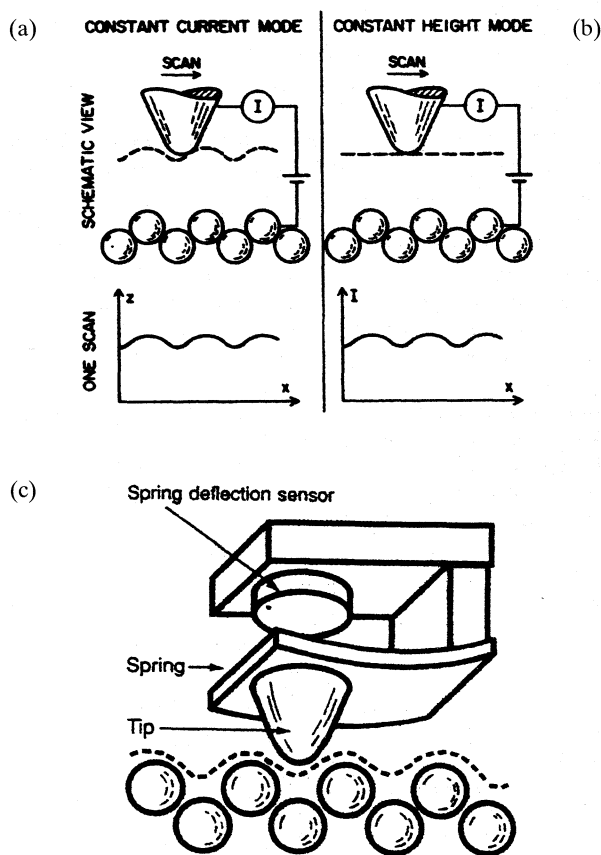 (a)
CONSTANT CURRENT MODE
CONSTANT HEIGHT MODE
(b)
SCAN
SCAN
I
I
SCHEMATIC VIEW
z
I
ONE SCAN
x
x
(c)
Spring deflection sensor
Spring
Tip